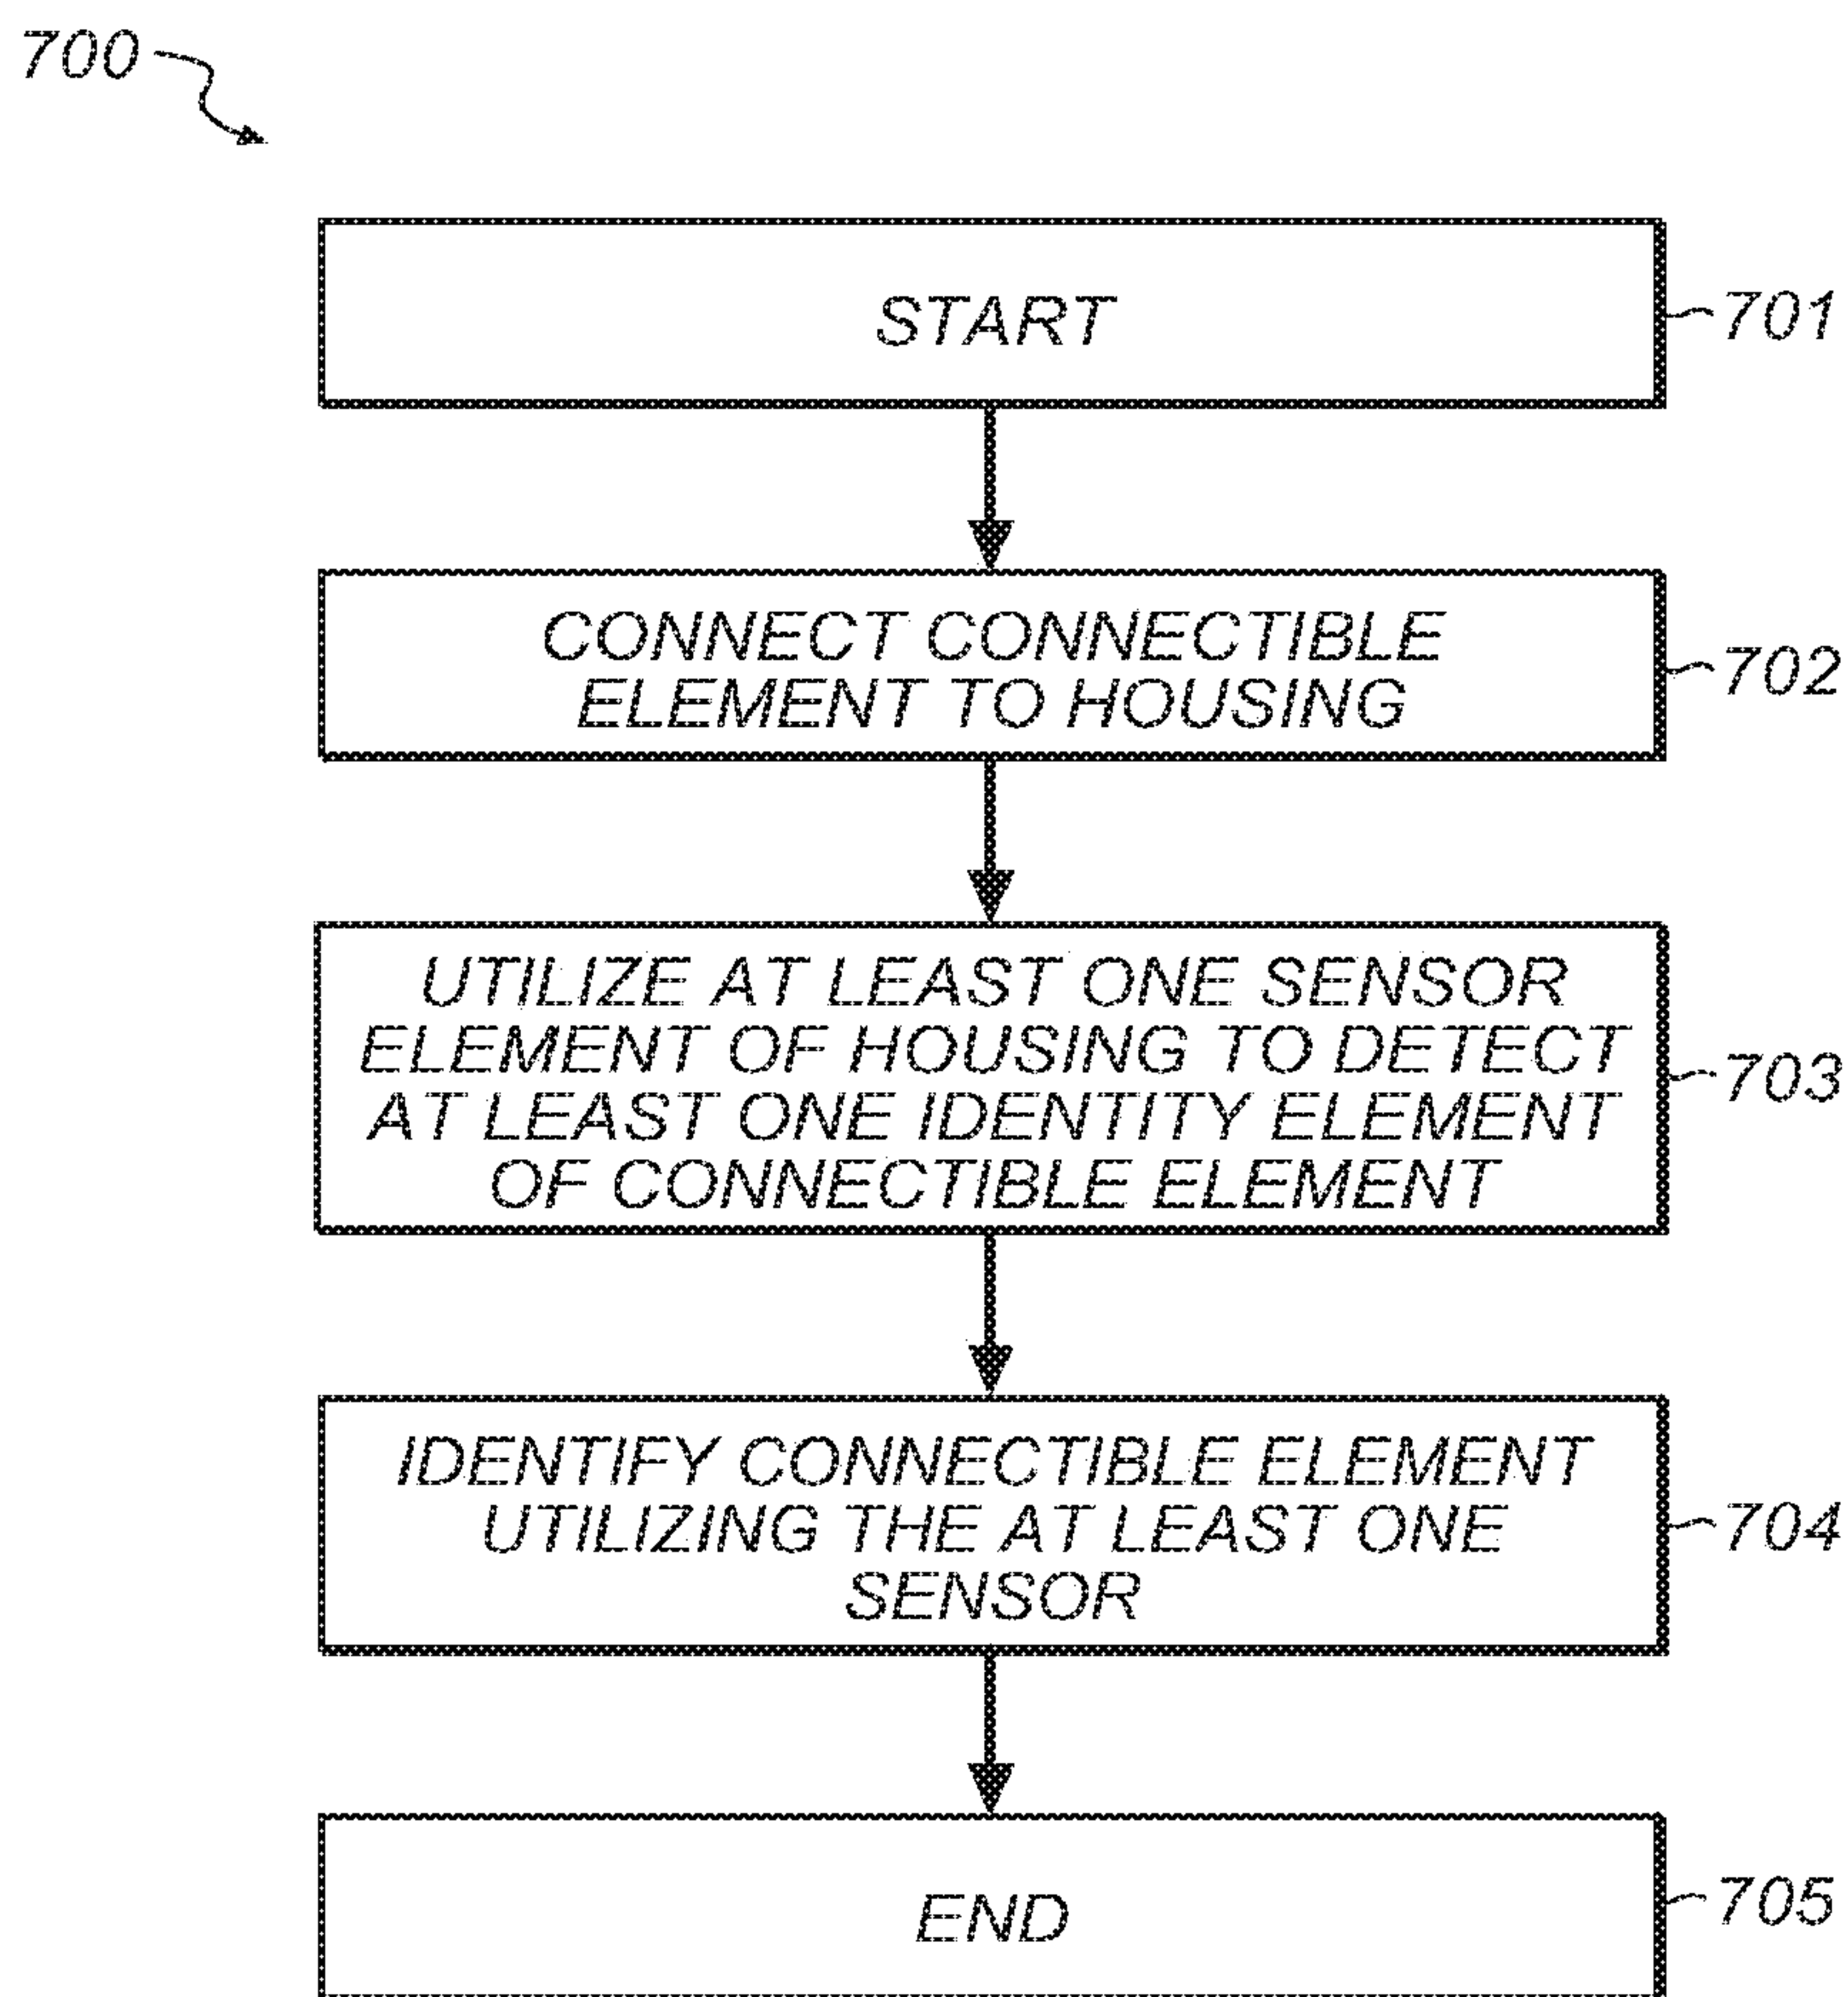 700
START
701
CONNECT CONNECTIBLE
ELEMENT TO HOUSING
702
UTILIZE AT LEAST ONE SENSOR
ELEMENT OF HOUSING TO DETECT
AT LEAST ONE IDENTITY ELEMENT
OF CONNECTIBLE ELEMENT
703
IDENTIFY CONNECTIBLE ELEMENT
UTILIZING THE AT LEAST ONE
SENSOR
704
END
705